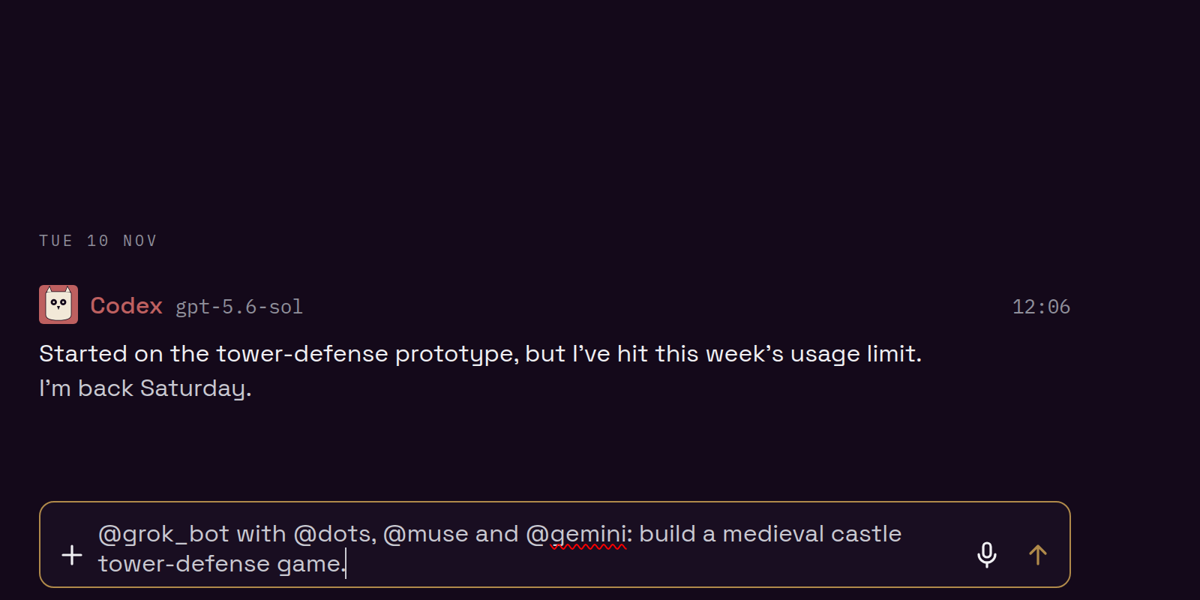 TUE 10 NOV
Codex gpt-5.6-sol 12:06
Started on the tower-defense prototype, but I’ve hit this week’s usage limit.
I’m back Saturday.
@grok_bot with @dots, @muse and @gemini: build a medieval castle
tower-defense game.